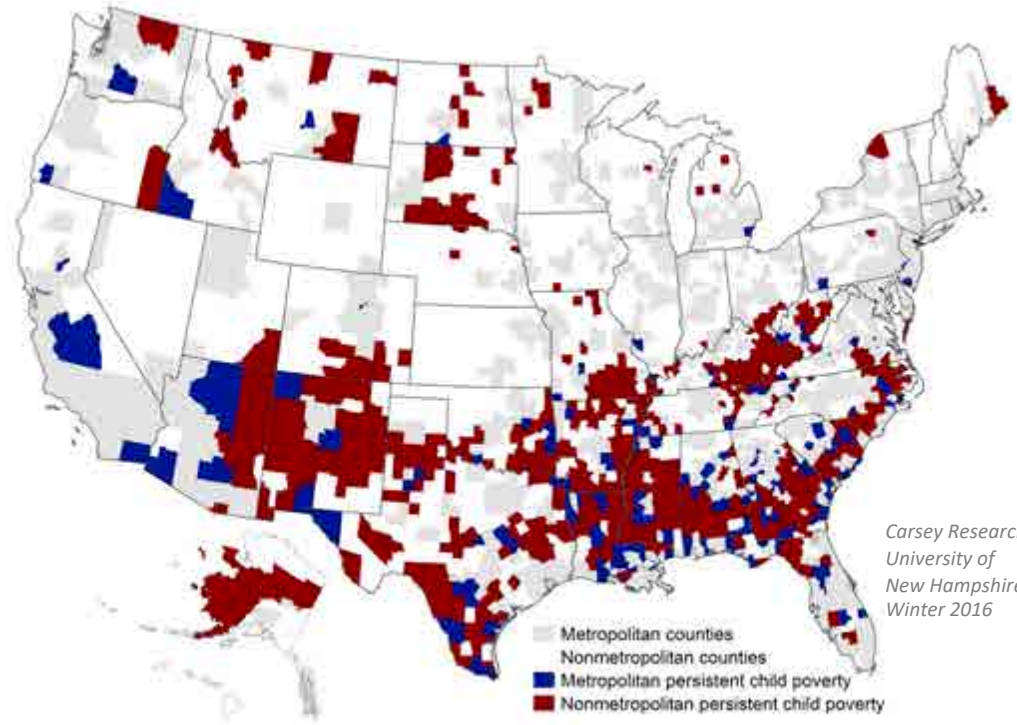 Carsey Researc
University of
New Hampshire
Winter 2016
Metropolitan counties
Nonmetropolitan counties
Metropolitan persistent child poverty
Nonmetropolitan persistent child poverty